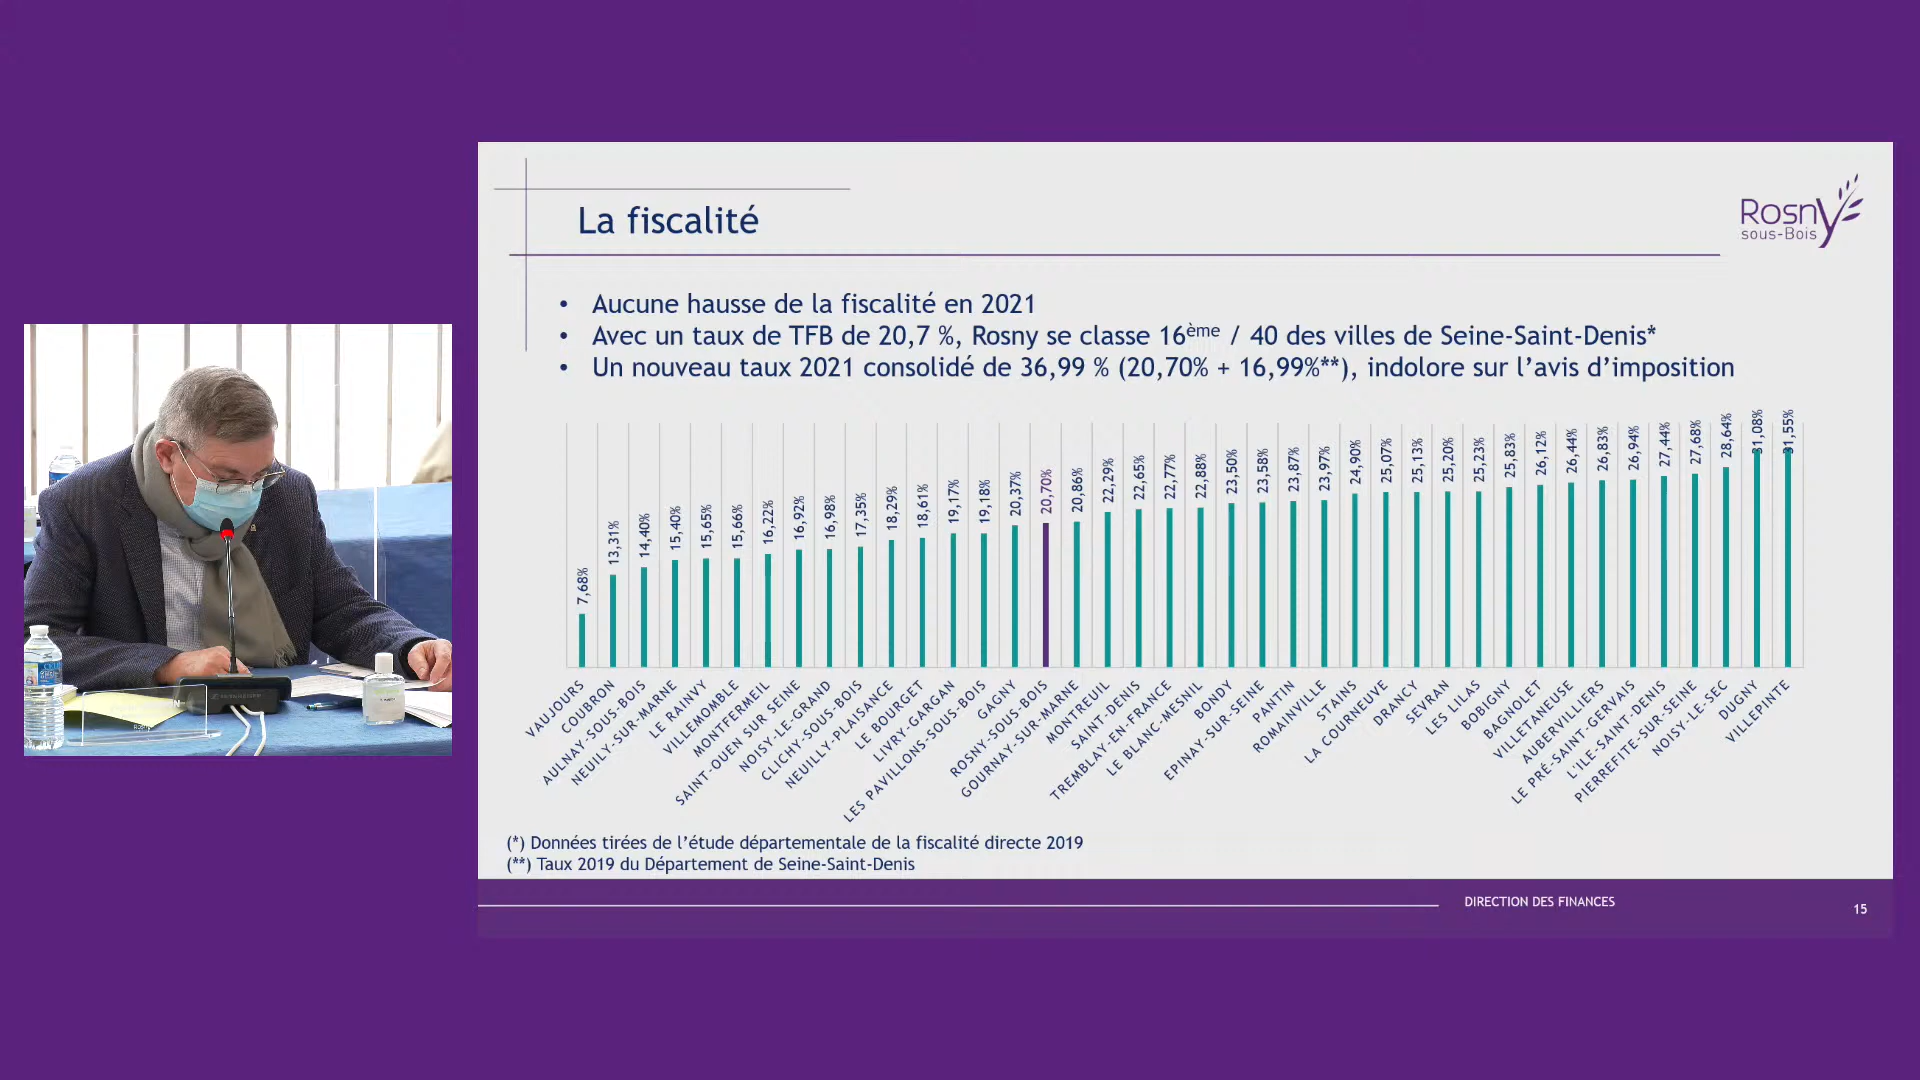 La fiscalité
Rosny
sous-Bois
• Aucune hausse de la fiscalité en 2021
• Avec un taux de TFB de 20,7 %, Rosny se classe 16ème / 40 des villes de Seine-Saint-Denis*
• Un nouveau taux 2021 consolidé de 36,99 % (20,70% + 16,99%**), indolore sur l’avis d’imposition
7,68%
13,31%
14,40%
15,40%
15,65%
15,66%
16,22%
16,92%
16,98%
17,35%
18,29%
18,61%
19,17%
19,18%
20,37%
20,70%
20,86%
22,29%
22,65%
22,77%
22,88%
23,50%
23,58%
23,87%
23,97%
24,90%
25,07%
25,13%
25,20%
25,23%
25,83%
26,12%
26,44%
26,83%
26,94%
27,44%
27,68%
28,64%
31,08%
31,55%
VAUJOURS
COUBRON
AULNAY-SOUS-BOIS
NEUILLY-SUR-MARNE
LE RAINVY
VILLEMOMBLE
MONTFERMEIL
SAINT-OUEN SUR SEINE
NOISY-LE-GRAND
CLICHY-SOUS-BOIS
NEUILLY-PLAISANCE
LE BOURGET
LIVRY-GARGAN
LES PAVILLONS-SOUS-BOIS
GAGNY
ROSNY-SOUS-BOIS
GOURNAY-SUR-MARNE
MONTREUIL
SAINT-DENIS
TREMBLAY-EN-FRANCE
LE BLANC-MESNIL
BONDY
EPINAY-SUR-SEINE
PANTIN
ROMAINVILLE
STAINS
LA COURNEUVE
DRANCY
SEVRAN
LES LILAS
BOBIGNY
BAGNOLET
VILLETANEUSE
AUBERVILLIERS
LE PRÉ-SAINT-GERVAIS
L'ILE-SAINT-DENIS
PIERREFITE-SUR-SEINE
NOISY-LE-SEC
DUGNY
VILLEPINTE
(*) Données tirées de l’étude départementale de la fiscalité directe 2019
(**) Taux 2019 du Département de Seine-Saint-Denis
DIRECTION DES FINANCES
15